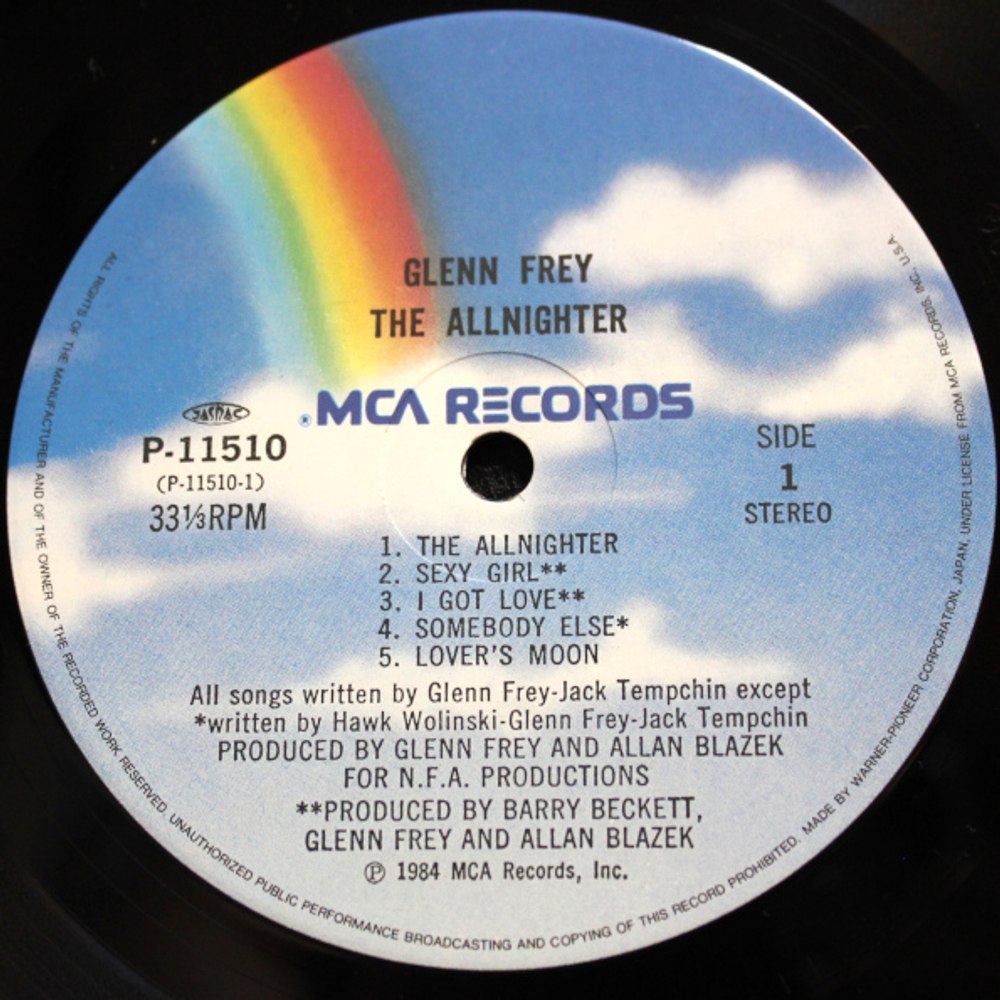 GLENN FREY
THE ALLNIGHTER
MCA RECORDS
JASRAC
P-11510
(P-11510-1)
33⅓RPM
SIDE
1
STEREO
1. THE ALLNIGHTER
2. SEXY GIRL**
3. I GOT LOVE**
4. SOMEBODY ELSE*
5. LOVER'S MOON
All songs written by Glenn Frey-Jack Tempchin except
*written by Hawk Wolinski-Glenn Frey-Jack Tempchin
PRODUCED BY GLENN FREY AND ALLAN BLAZEK
FOR N.F.A. PRODUCTIONS
**PRODUCED BY BARRY BECKETT,
GLENN FREY AND ALLAN BLAZEK
Ⓟ 1984 MCA Records, Inc.
ALL RIGHTS OF THE MANUFACTURER AND OF THE OWNER OF THE RECORDED WORK RESERVED. UNAUTHORIZED PUBLIC PERFORMANCE BROADCASTING AND COPYING OF THIS RECORD PROHIBITED. MADE BY WARNER-PIONEER CORPORATION, JAPAN, UNDER LICENSE FROM MCA RECORDS, INC., U.S.A.